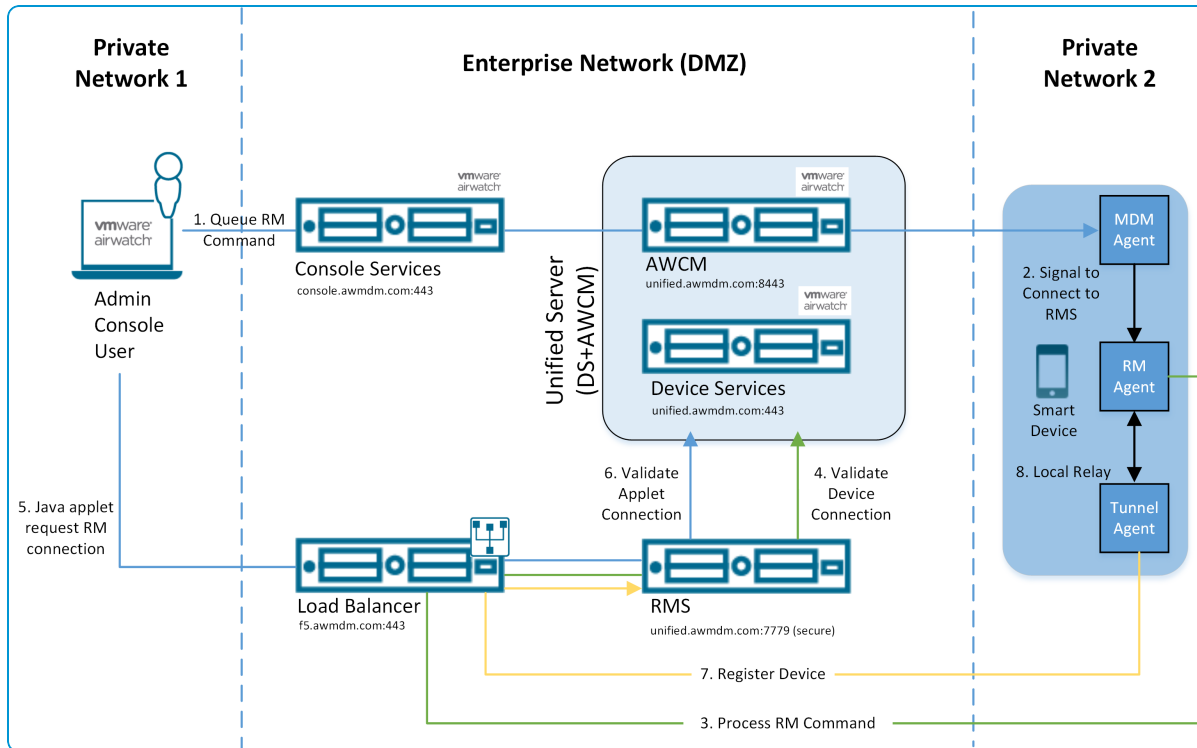 Private
Network 1
Enterprise Network (DMZ)
Private
Network 2
vmware
airwatch
vmware
airwatch
1. Queue RM
Command
Admin
Console
User
vmware
airwatch
Console Services
console.awmdm.com:443
Unified Server
(DS+AWCM)
AWCM
unified.awmdm.com:8443
vmware
airwatch
Device Services
unified.awmdm.com:443
MDM
Agent
2. Signal to
Connect to
RMS
RM
Agent
Smart
Device
8. Local Relay
Tunnel
Agent
5. Java applet
request RM
connection
6. Validate
Applet
Connection
4. Validate
Device
Connection
Load Balancer
f5.awmdm.com:443
RMS
unified.awmdm.com:7779 (secure)
7. Register Device
3. Process RM Command